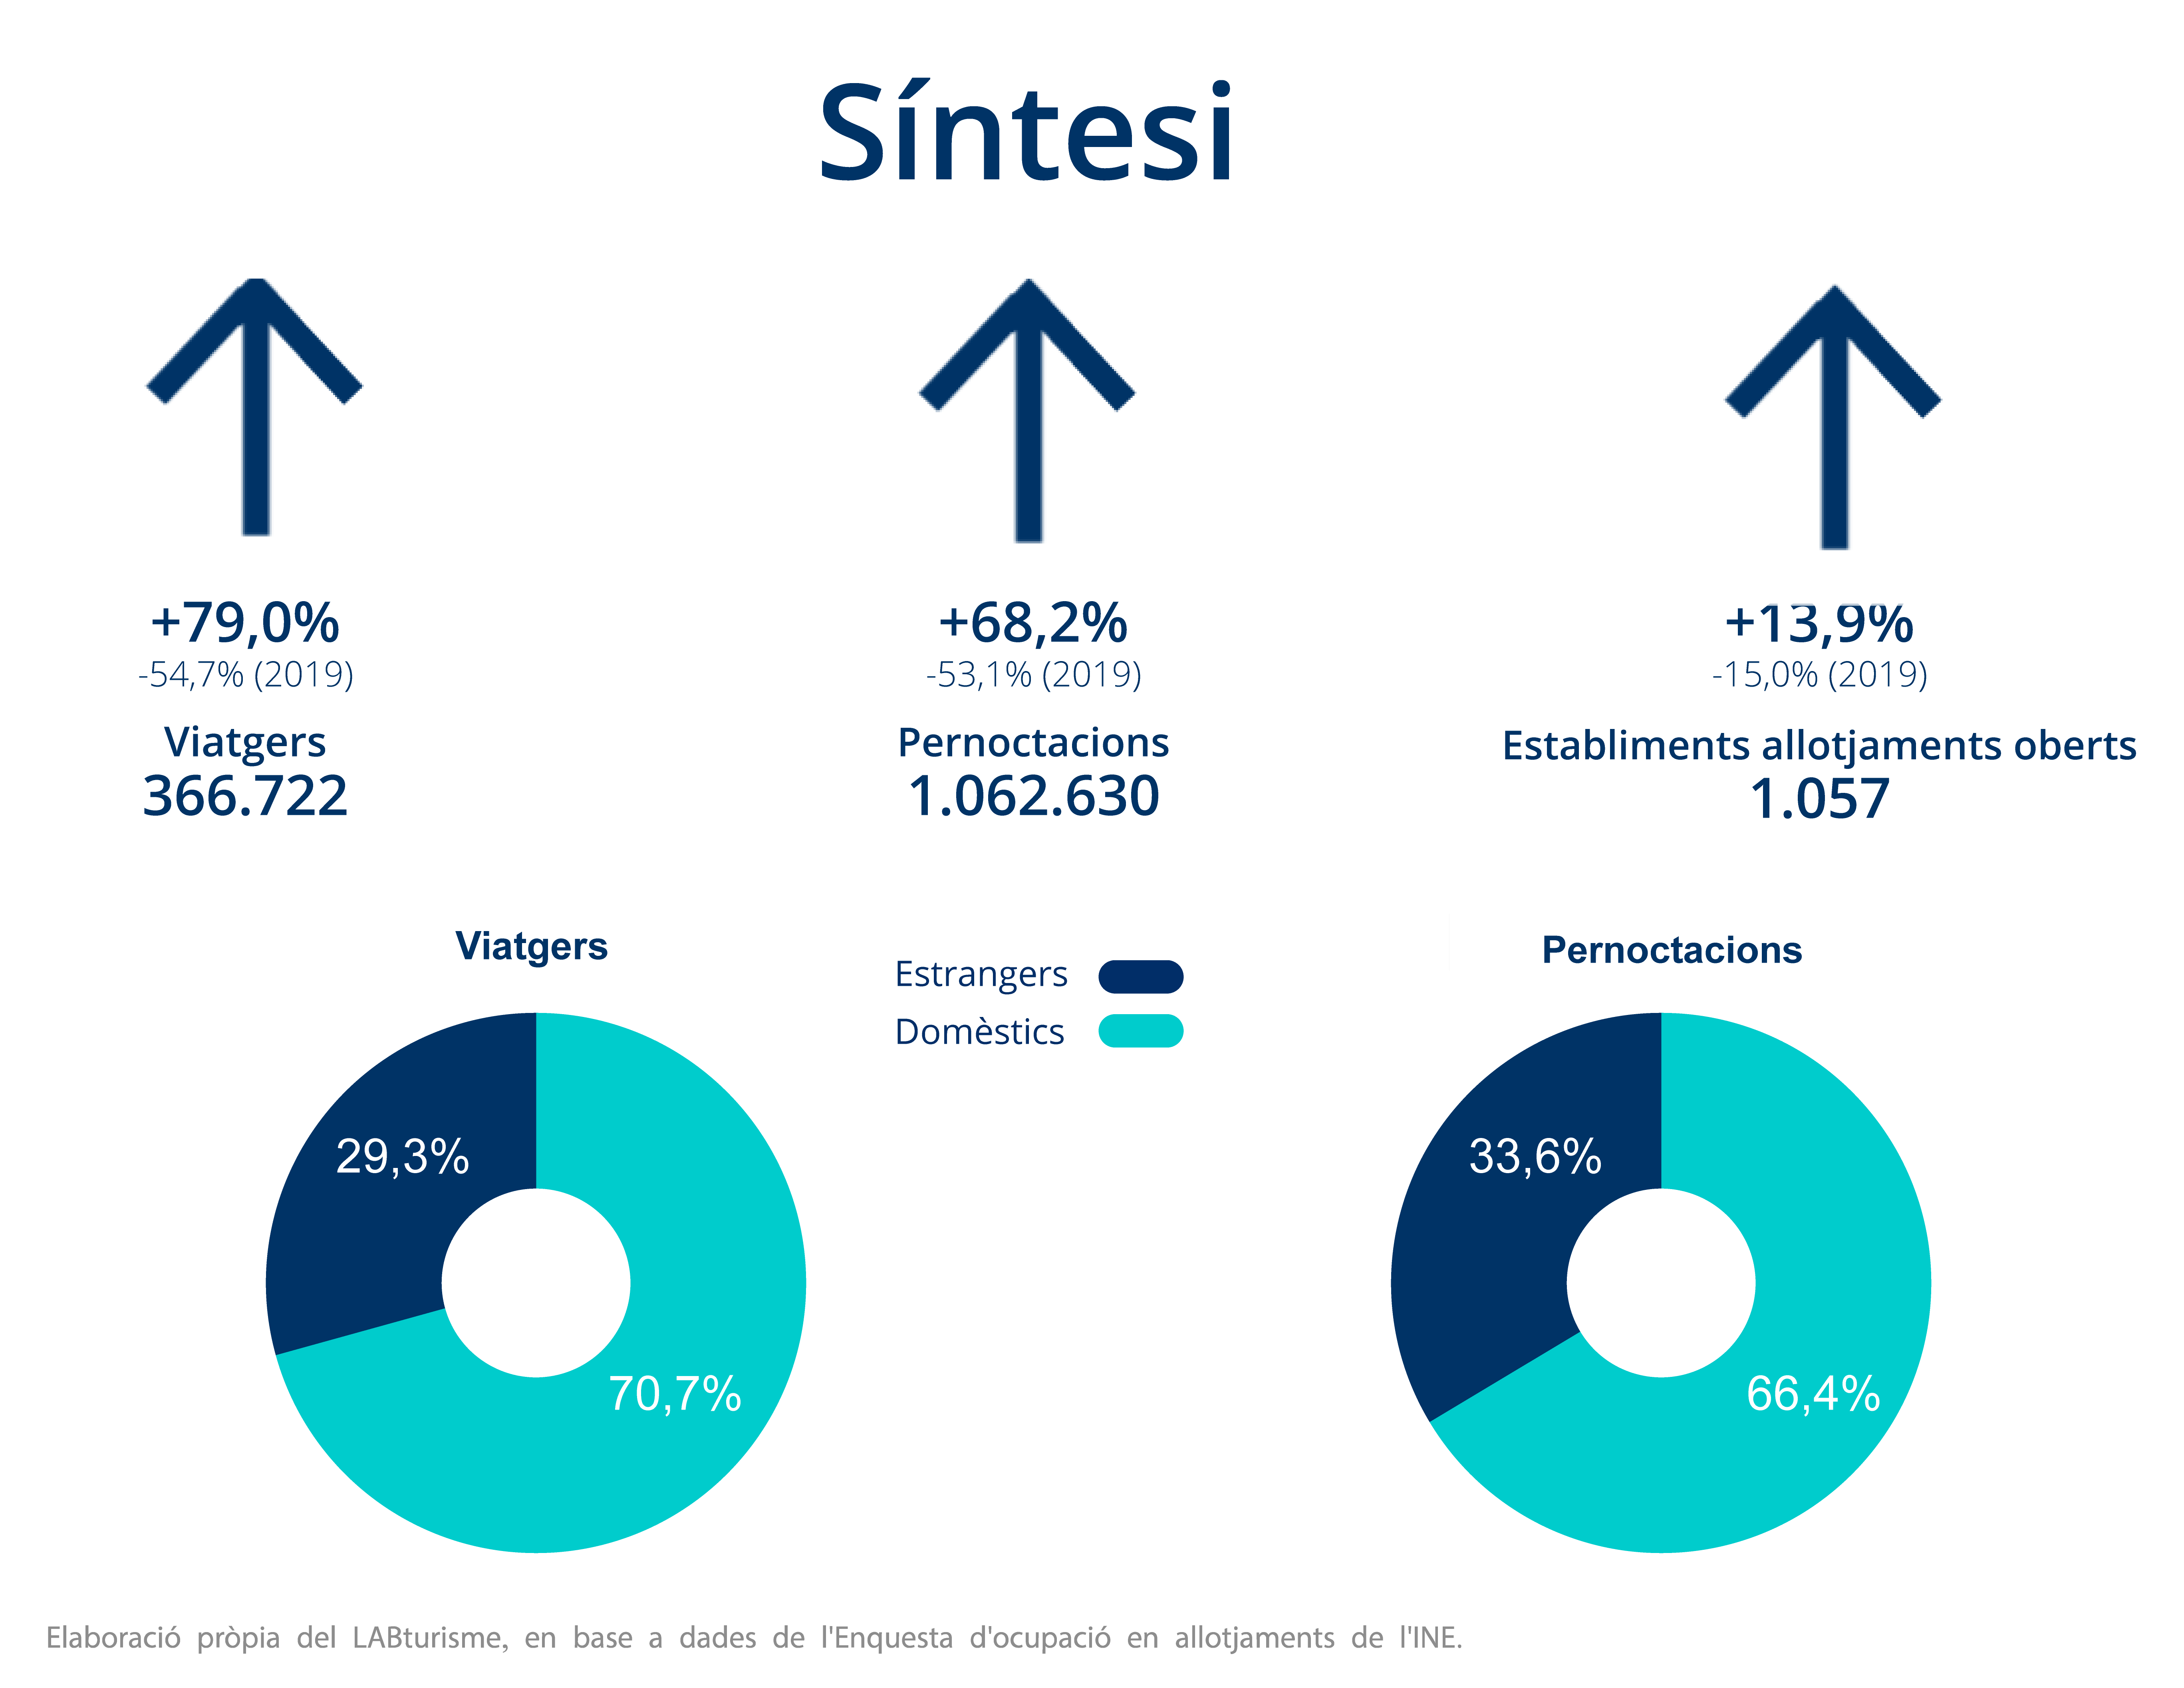 Síntesi
+79,0%
-54,7% (2019)
Viatgers
366.722
+68,2%
-53,1% (2019)
Pernoctacions
1.062.630
+13,9%
-15,0% (2019)
Establiments allotjaments oberts
1.057
Viatgers
29,3%
70,7%
Estrangers
Domèstics
Pernoctacions
33,6%
66,4%
Elaboració pròpia del LABturisme, en base a dades de l'Enquesta d'ocupació en allotjaments de l'INE.